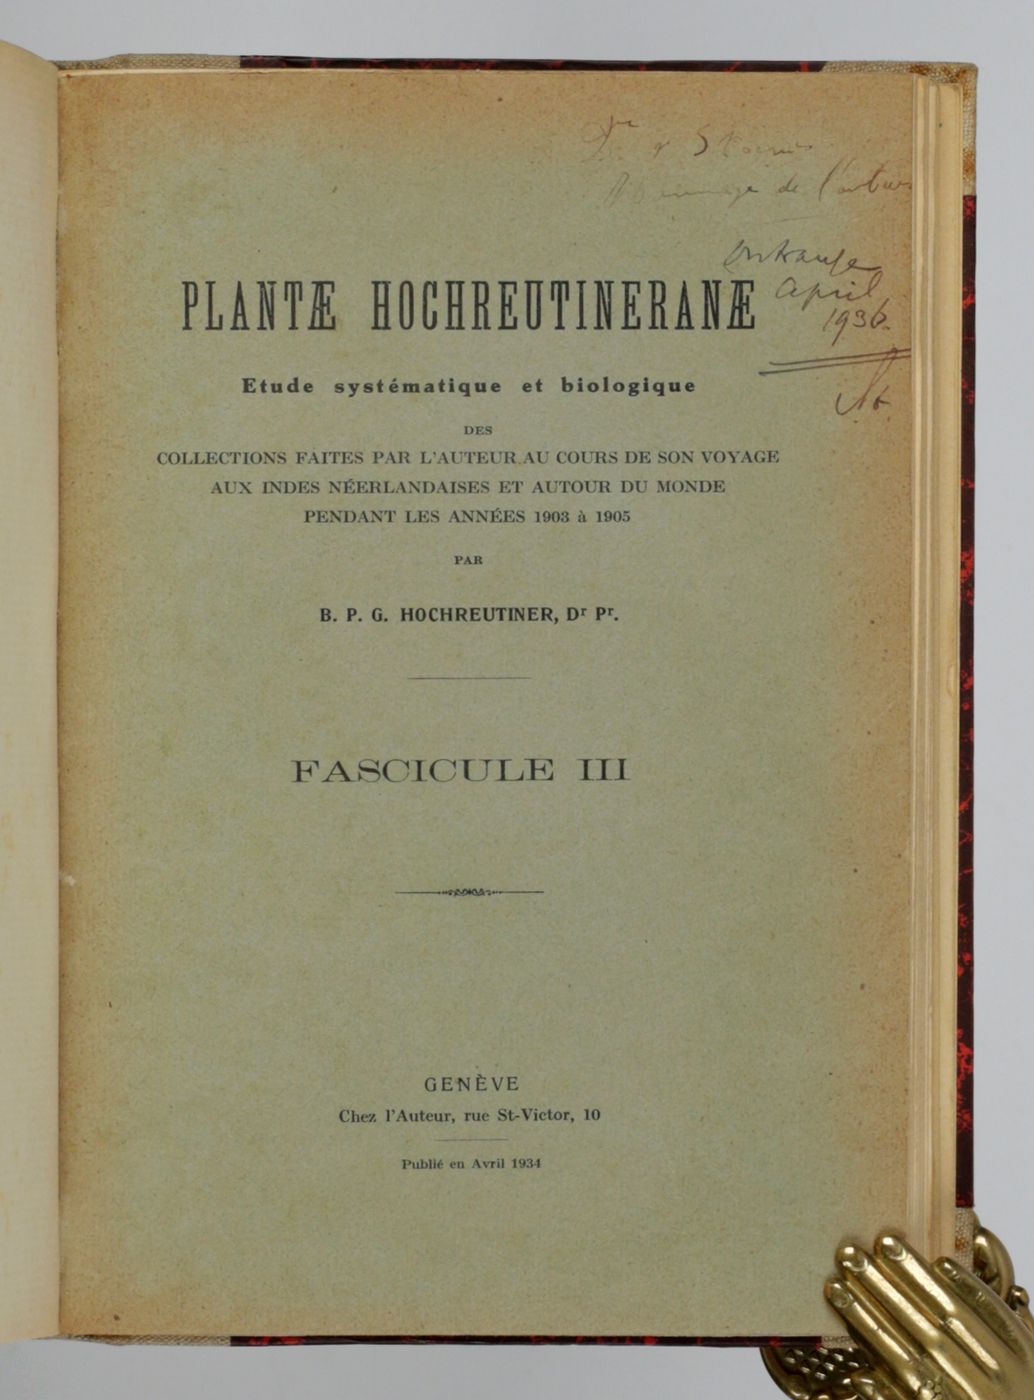 de l'auteur
April
1936.
PLANTÆ HOCHREUTINERANÆ
Etude systématique et biologique
DES
COLLECTIONS FAITES PAR L'AUTEUR AU COURS DE SON VOYAGE
AUX INDES NÉERLANDAISES ET AUTOUR DU MONDE
PENDANT LES ANNÉES 1903 à 1905
PAR
B. P. G. HOCHREUTINER, Dr Pr.
FASCICULE III
GENÈVE
Chez l'Auteur, rue St-Victor, 10
Publié en Avril 1934